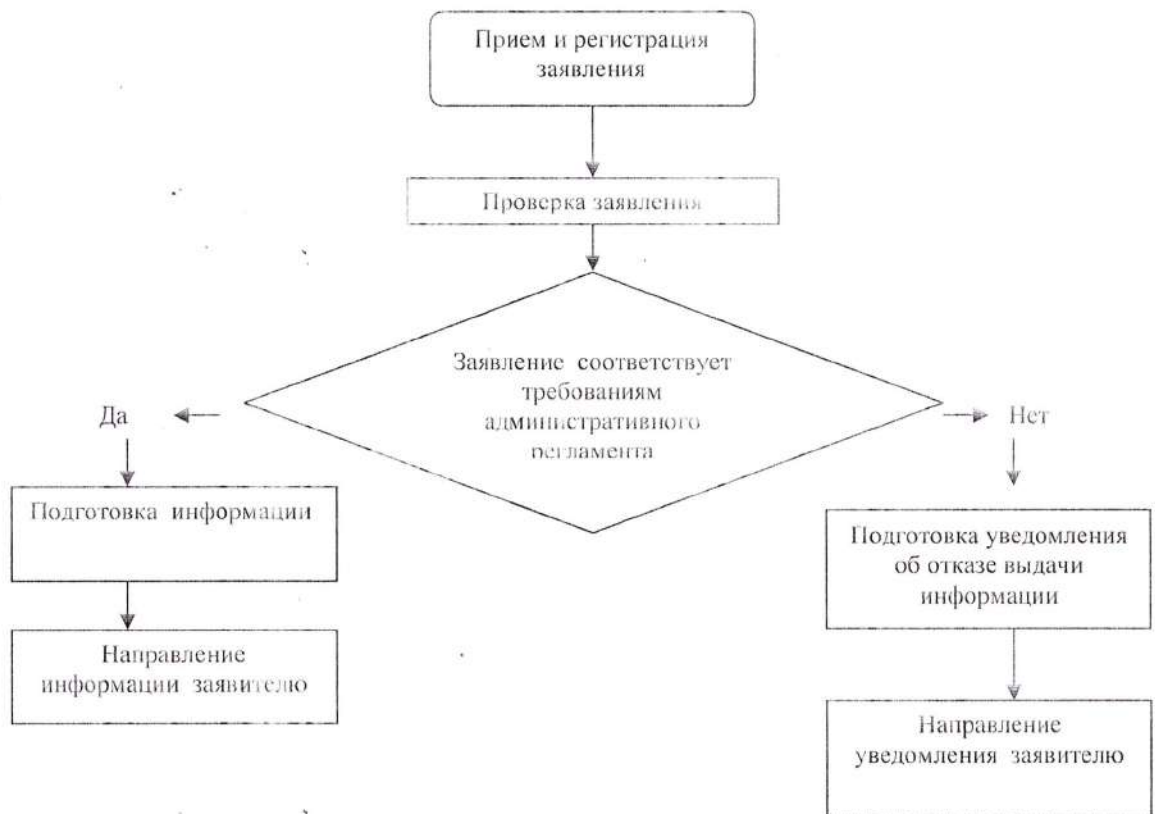 Прием и регистрация
заявления
Проверка заявления
Заявление соответствует
требованиям
административного
регламента
Да
Нет
Подготовка информации
Направление
информации заявителю
Подготовка уведомления
об отказе выдачи
информации
Направление
уведомления заявителю